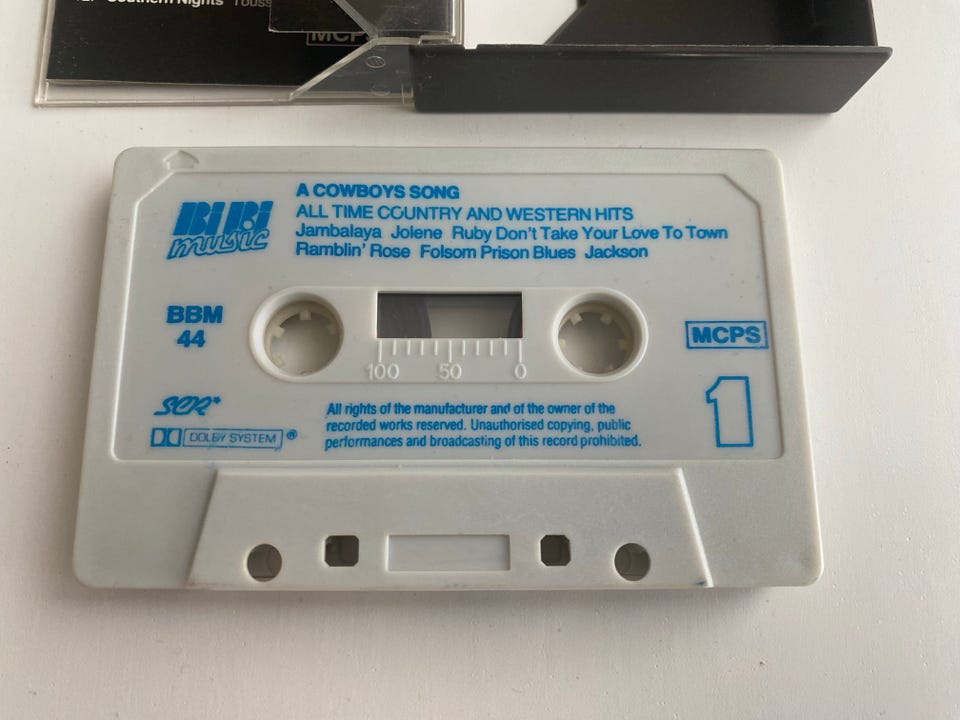 Southern Nights Touss
MCPS
BiBi
music
A COWBOYS SONG
ALL TIME COUNTRY AND WESTERN HITS
Jambalaya Jolene Ruby Don't Take Your Love To Town
Ramblin' Rose Folsom Prison Blues Jackson
BBM
44
MCPS
100 50 0
SCR*
DOLBY SYSTEM ®
All rights of the manufacturer and of the owner of the
recorded works reserved. Unauthorised copying, public
performances and broadcasting of this record prohibited.
1